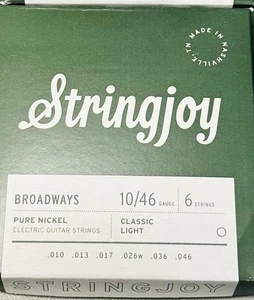 MADE IN NASHVILLE, TN
Stringjoy
BROADWAYS 10/46 GAUGE 6 STRINGS
PURE NICKEL CLASSIC
ELECTRIC GUITAR STRINGS LIGHT
.010 .013 .017 .026w .036 .046
STRINGJOY